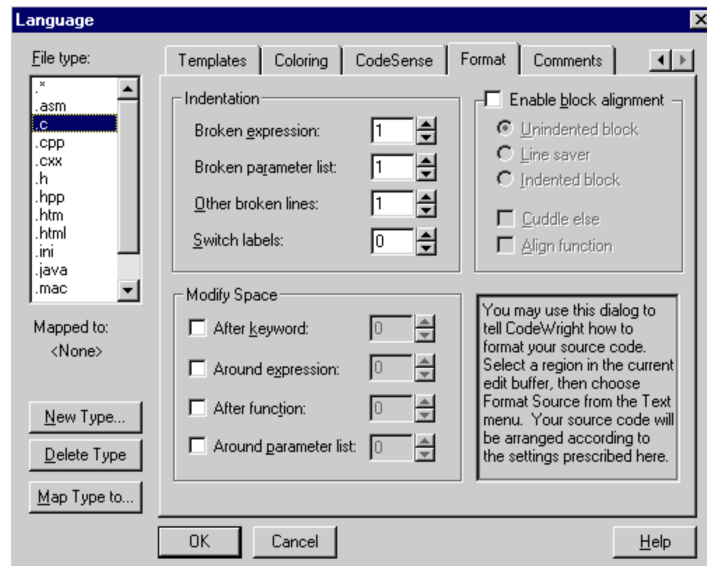 Language
File type:
.*
.asm
.c
.cpp
.cxx
.h
.hpp
.htm
.html
.ini
.java
.mac
Mapped to:
<None>
New Type...
Delete Type
Map Type to...
Templates
Coloring
CodeSense
Format
Comments
Indentation
Broken expression: 1
Broken parameter list: 1
Other broken lines: 1
Switch labels: 0
Enable block alignment
Unindented block
Line saver
Indented block
Cuddle else
Align function
Modify Space
After keyword: 0
Around expression: 0
After function: 0
Around parameter list: 0
You may use this dialog to
tell CodeWright how to
format your source code.
Select a region in the current
edit buffer, then choose
Format Source from the Text
menu. Your source code will
be arranged according to
the settings prescribed here.
OK
Cancel
Help